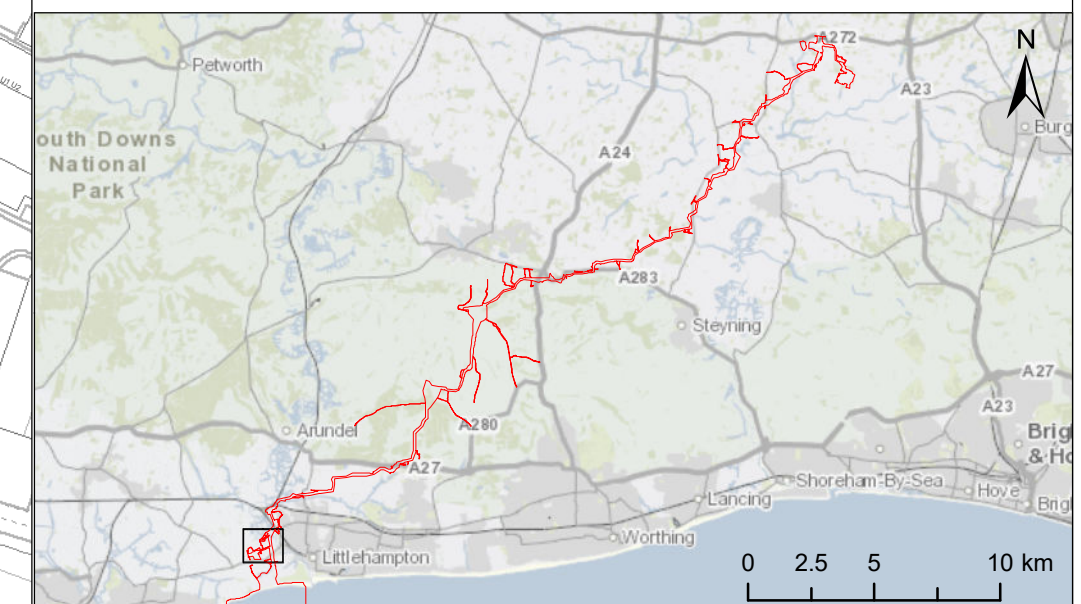 A272
N
Petworth
A23
Burg
outh Downs
National
Park
A24
A283
Steyning
A27
A23
Arundel
A280
Brig
& Ho
A27
Shoreham-By-Sea
Hove
Lancing
Brig
Worthing
Littlehampton
0 2.5 5 10 km